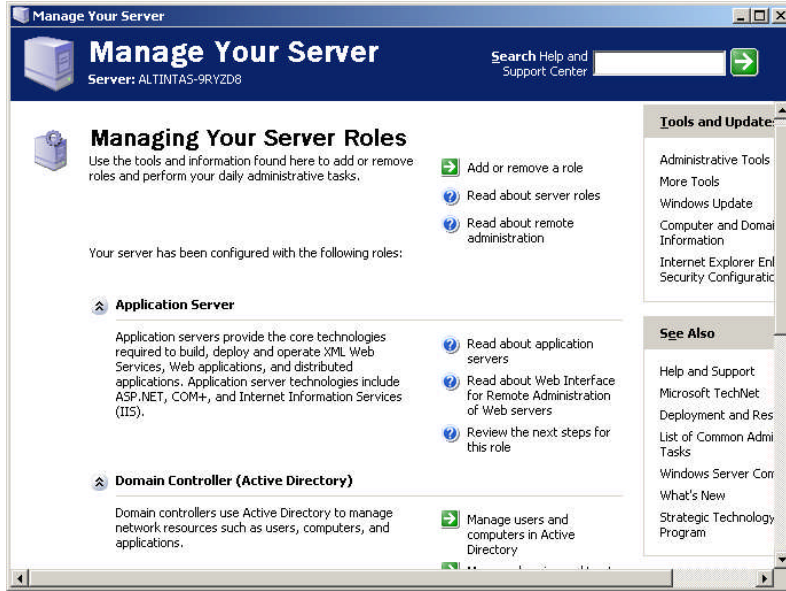 Manage Your Server
Manage Your Server
Server: ALTINTAS-9RYZD8
Search Help and
Support Center
Managing Your Server Roles
Use the tools and information found here to add or remove
roles and perform your daily administrative tasks.
Your server has been configured with the following roles:
Add or remove a role
Read about server roles
Read about remote
administration
Application Server
Application servers provide the core technologies
required to build, deploy and operate XML Web
Services, Web applications, and distributed
applications. Application server technologies include
ASP.NET, COM+, and Internet Information Services
(IIS).
Read about application
servers
Read about Web Interface
for Remote Administration
of Web servers
Review the next steps for
this role
Domain Controller (Active Directory)
Domain controllers use Active Directory to manage
network resources such as users, computers, and
applications.
Manage users and
computers in Active
Directory
Tools and Update
Administrative Tools
More Tools
Windows Update
Computer and Domai
Information
Internet Explorer Enl
Security Configuratic
See Also
Help and Support
Microsoft TechNet
Deployment and Res
List of Common Admi
Tasks
Windows Server Com
What's New
Strategic Technology
Program